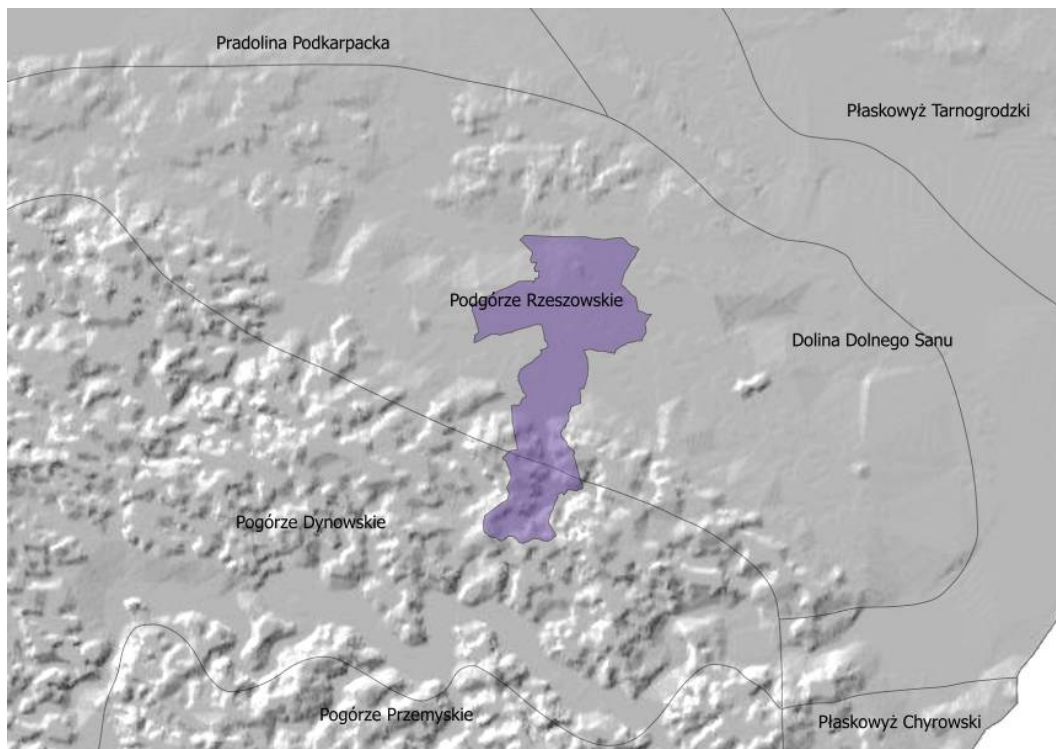 Pradolina Podkarpacka
Płaskowyż Tarnogrodzki
Podgórze Rzeszowskie
Dolina Dolnego Sanu
Pogórze Dynowskie
Pogórze Przemyskie
Płaskowyż Chyrowski